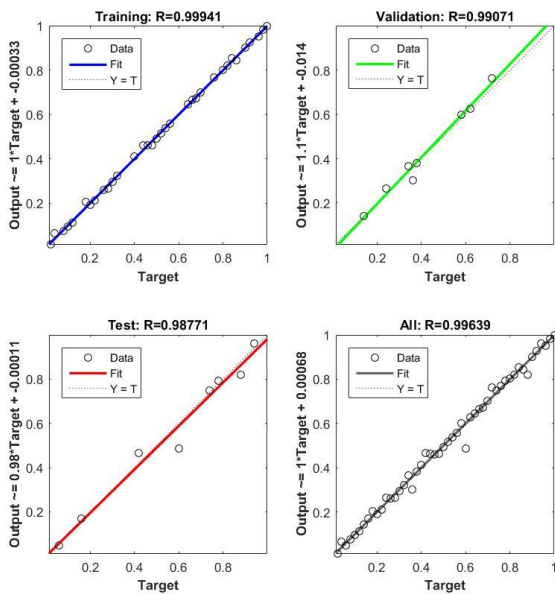 Training: R=0.99941
Output ~= 1*Target + -0.00033
Data
Fit
Y = T
1
0.8
0.6
0.4
0.2
0.2 0.4 0.6 0.8 1
Target
Validation: R=0.99071
Output ~= 1.1*Target + -0.014
Data
Fit
Y = T
1
0.8
0.6
0.4
0.2
0.2 0.4 0.6 0.8 1
Target
Test: R=0.98771
Output ~= 0.98*Target + -0.00011
Data
Fit
Y = T
1
0.8
0.6
0.4
0.2
0.2 0.4 0.6 0.8 1
Target
All: R=0.99639
Output ~= 1*Target + 0.00068
Data
Fit
Y = T
1
0.8
0.6
0.4
0.2
0.2 0.4 0.6 0.8 1
Target